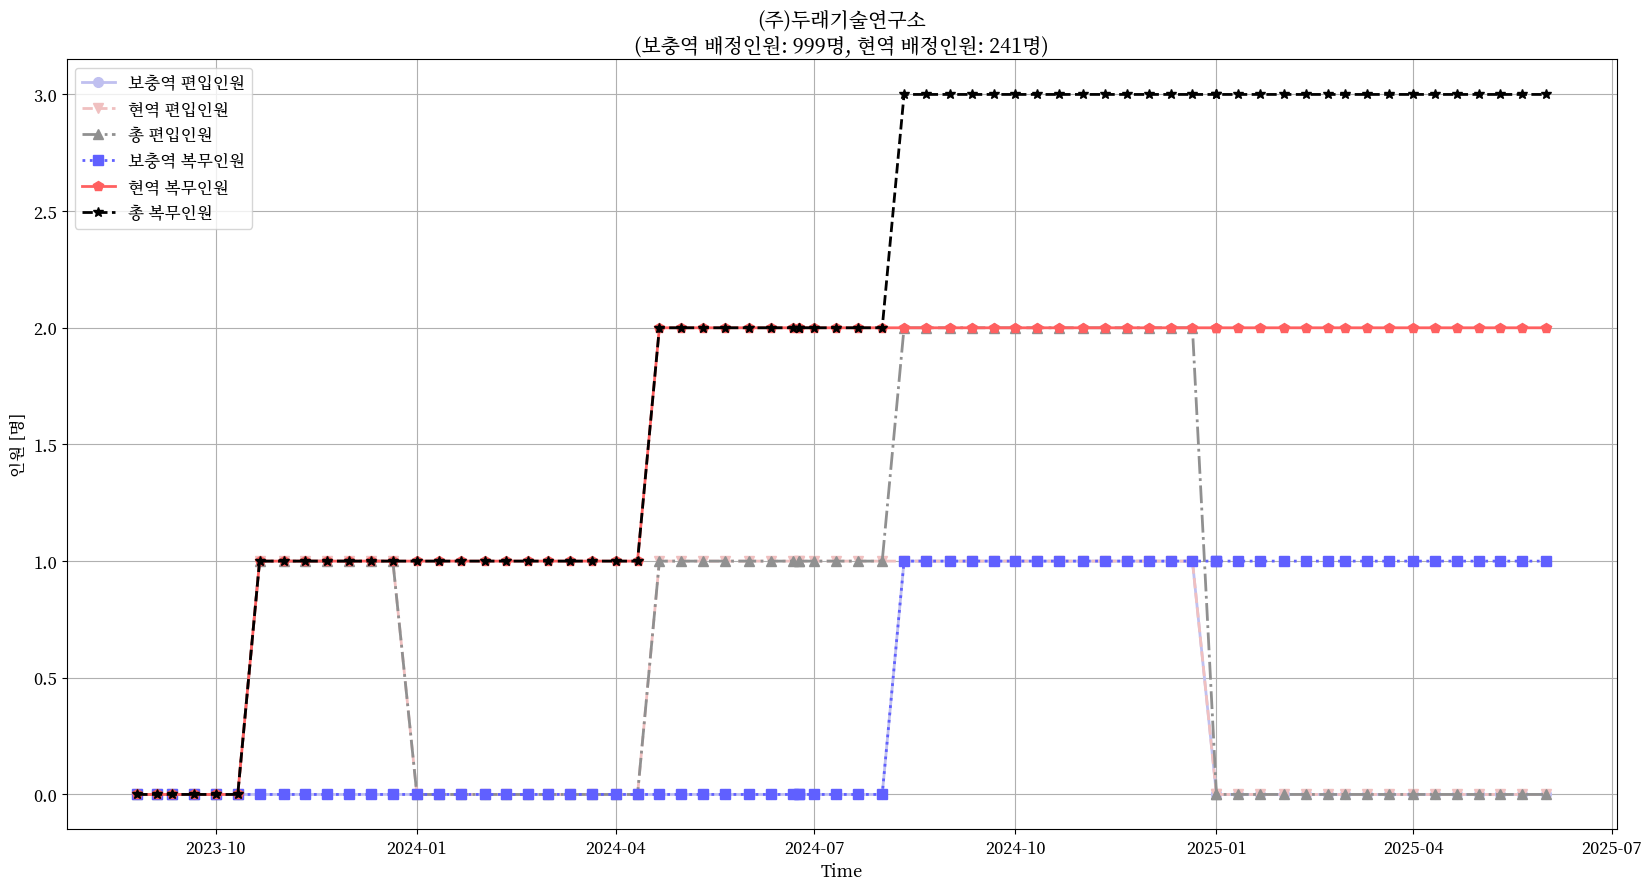 (주)두래기술연구소
(보충역 배정인원: 999명, 현역 배정인원: 241명)
보충역 편입인원
현역 편입인원
총 편입인원
보충역 복무인원
현역 복무인원
총 복무인원
인원 [명]
3.0
2.5
2.0
1.5
1.0
0.5
0.0
2023-10
2024-01
2024-04
2024-07
2024-10
2025-01
2025-04
2025-07
Time